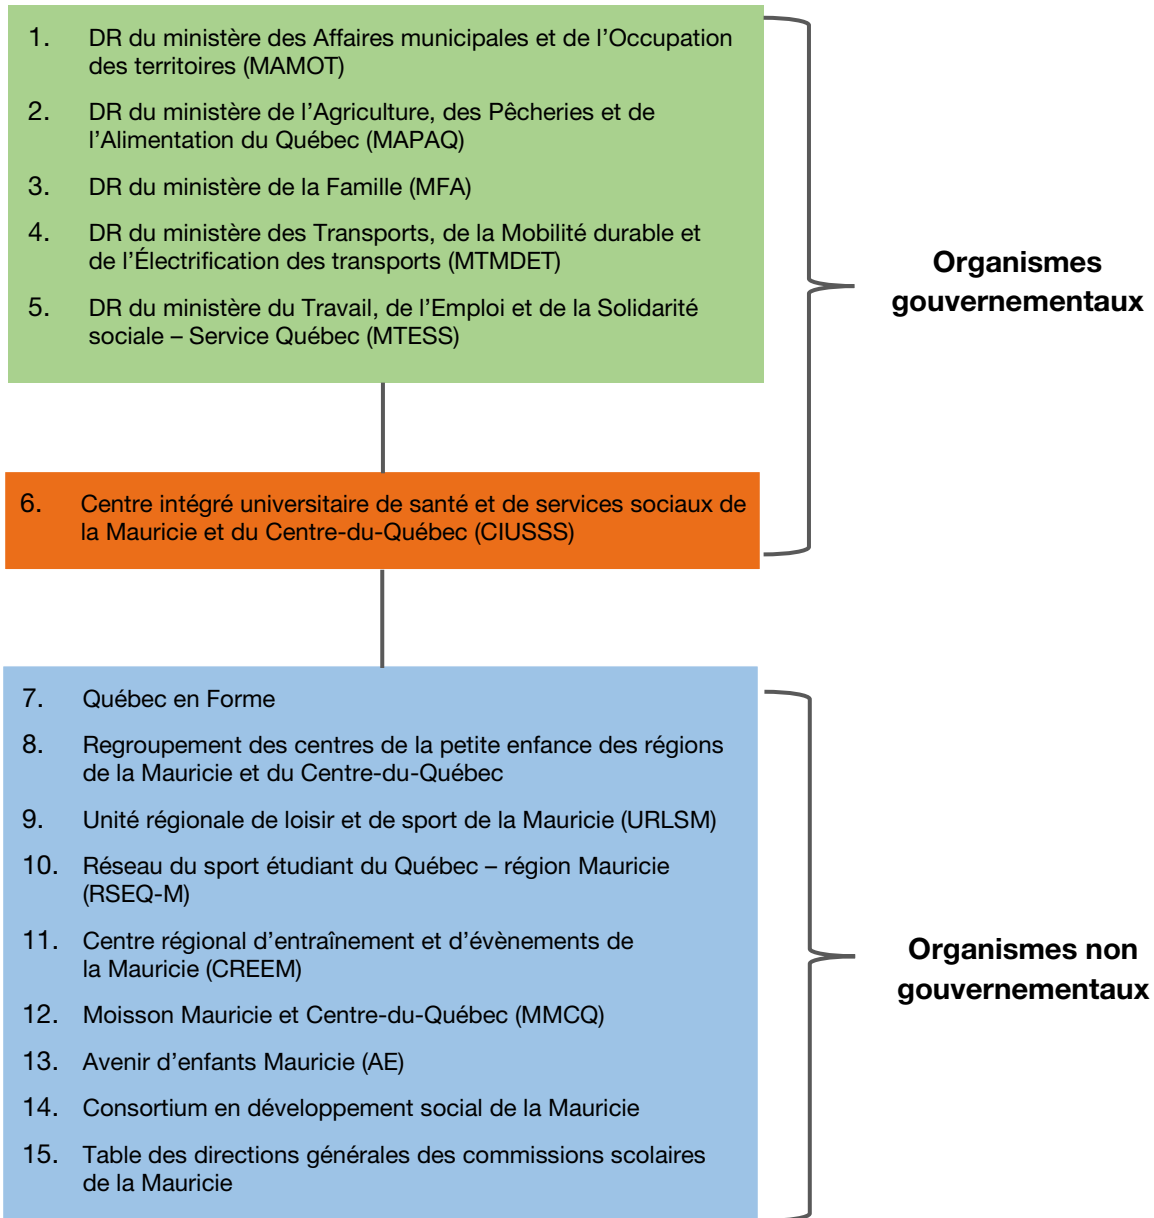 1. DR du ministère des Affaires municipales et de l’Occupation
des territoires (MAMOT)
2. DR du ministère de l’Agriculture, des Pêcheries et de
l’Alimentation du Québec (MAPAQ)
3. DR du ministère de la Famille (MFA)
4. DR du ministère des Transports, de la Mobilité durable et
de l’Électrification des transports (MTMDET)
5. DR du ministère du Travail, de l’Emploi et de la Solidarité
sociale – Service Québec (MTESS)
Organismes
gouvernementaux
6. Centre intégré universitaire de santé et de services sociaux de
la Mauricie et du Centre-du-Québec (CIUSSS)
7. Québec en Forme
8. Regroupement des centres de la petite enfance des régions
de la Mauricie et du Centre-du-Québec
9. Unité régionale de loisir et de sport de la Mauricie (URLSM)
10. Réseau du sport étudiant du Québec – région Mauricie
(RSEQ-M)
11. Centre régional d’entraînement et d’évènements de
la Mauricie (CREEM)
12. Moisson Mauricie et Centre-du-Québec (MMCQ)
13. Avenir d’enfants Mauricie (AE)
14. Consortium en développement social de la Mauricie
15. Table des directions générales des commissions scolaires
de la Mauricie
Organismes non
gouvernementaux